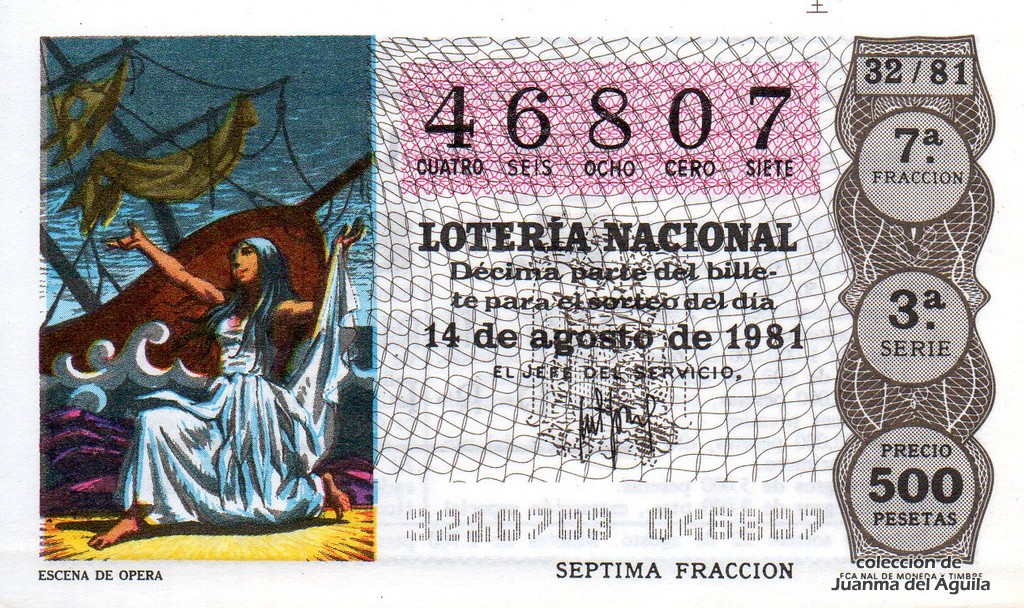 32/81
46807
CUATRO SEIS OCHO CERO SIETE
7ª.
FRACCION
LOTERÍA NACIONAL
Décima parte del bille-
te para el sorteo del día
14 de agosto de 1981
EL JEFE DEL SERVICIO,
3ª.
SERIE
PRECIO
500
PESETAS
3210703 046807
ESCENA DE OPERA
SEPTIMA FRACCION
colección de
FCA NAL DE MONEDA Y TIMBRE
Juanma del Águila